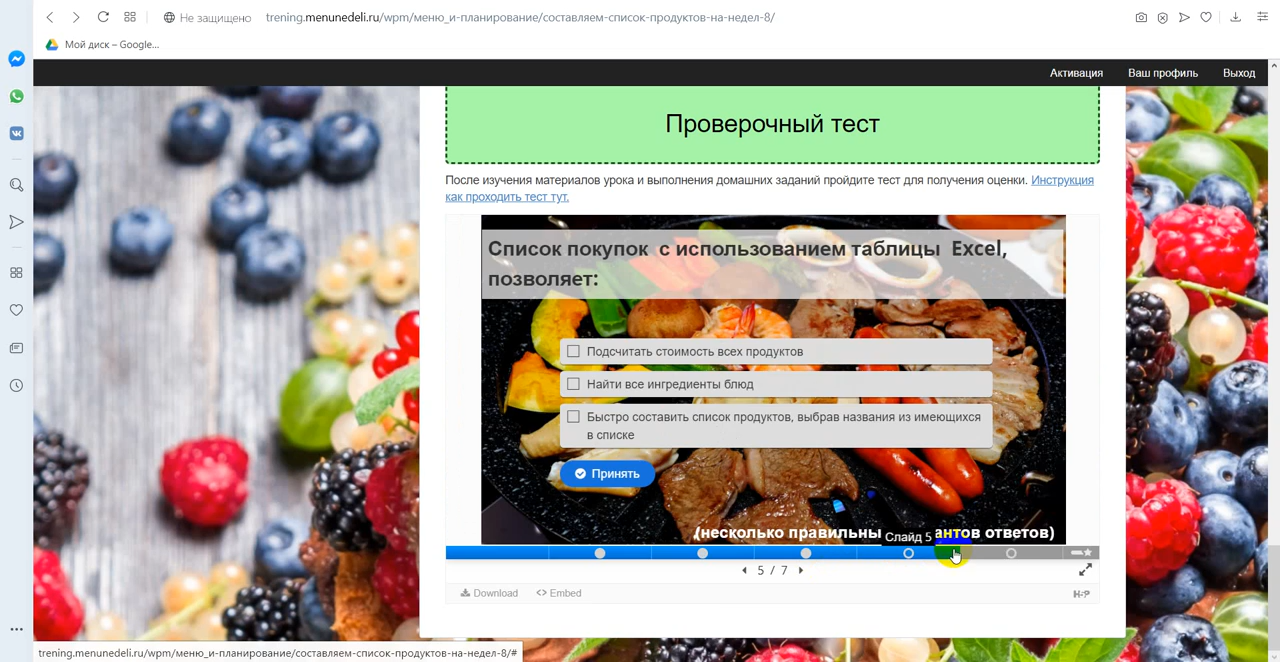 Не защищено
trening.menunedeli.ru/wpm/меню_и-планирование/составляем-список-продуктов-на-недел-8/
Мой диск – Google...
Активация
Ваш профиль
Выход
Проверочный тест
После изучения материалов урока и выполнения домашних заданий пройдите тест для получения оценки. Инструкция
как проходить тест тут.
Список покупок с использованием таблицы Excel,
позволяет:
Подсчитать стоимость всех продуктов
Найти все ингредиенты блюд
Быстро составить список продуктов, выбрав названия из имеющихся
в списке
Принять
(несколько правильны антов ответов)
Слайд 5
5 / 7
Download
Embed
H-P
trening.menunedeli.ru/wpm/меню_и-планирование/составляем-список-продуктов-на-недел-8/#